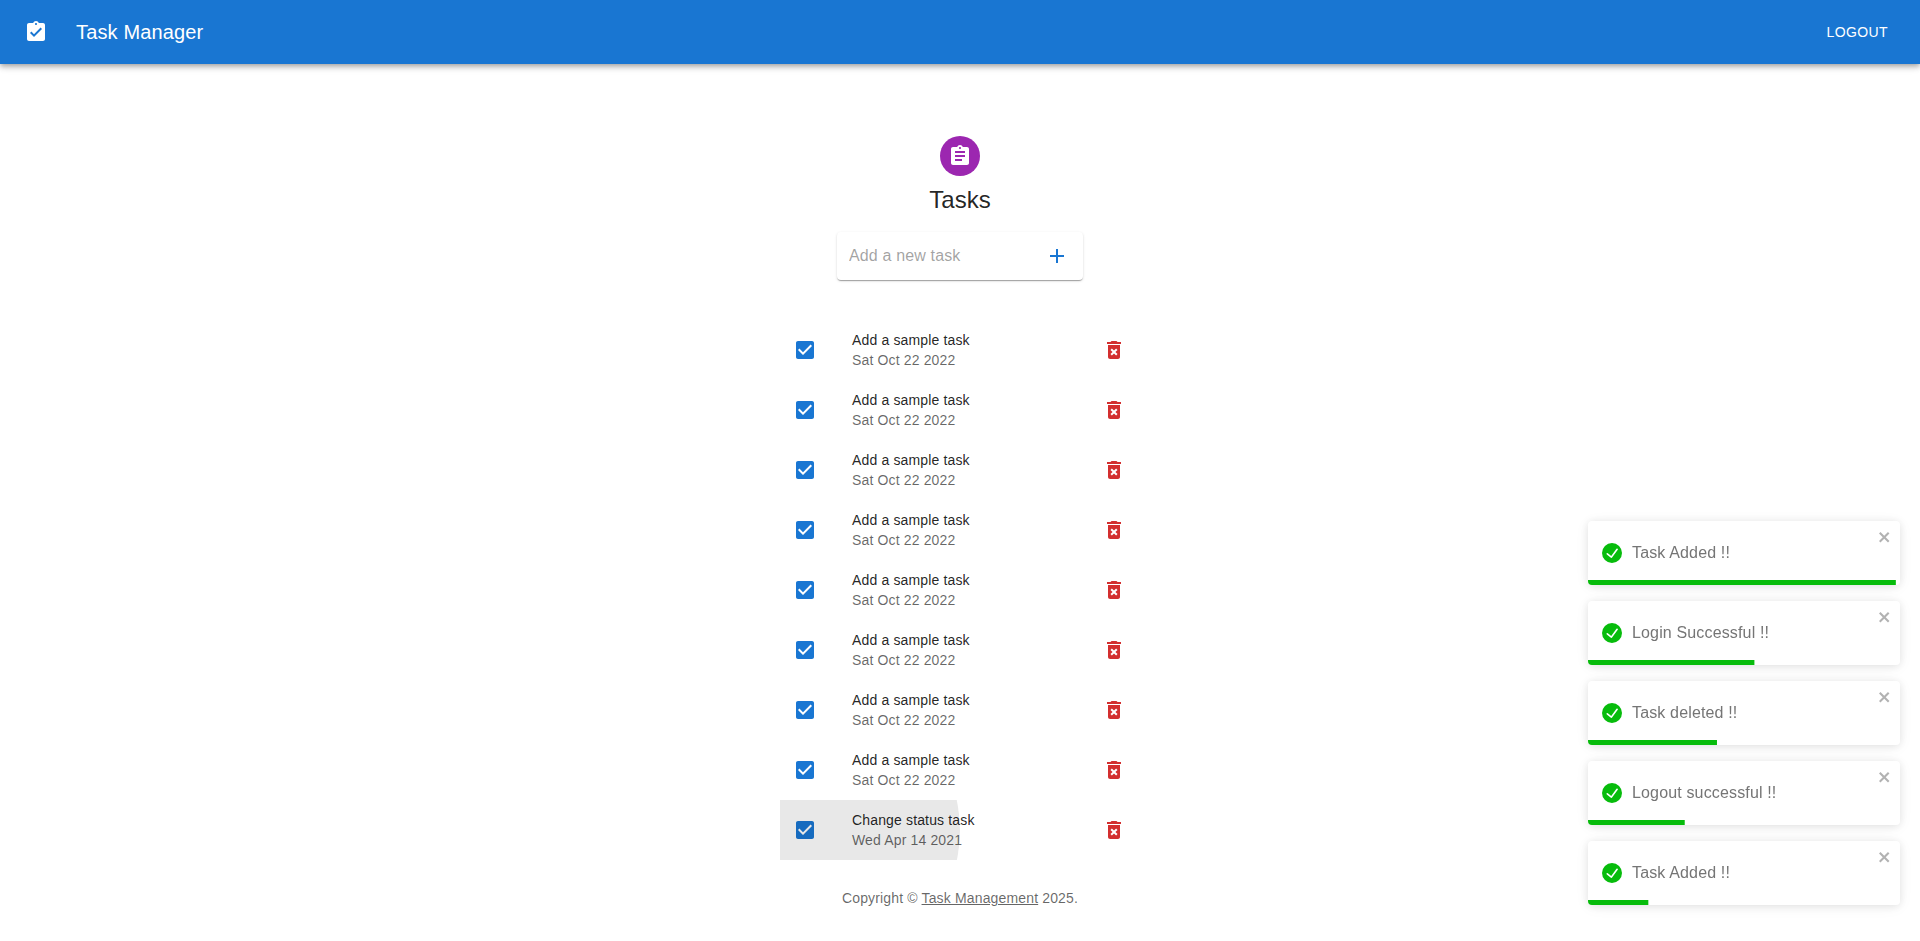 Task Manager
LOGOUT
Tasks
Add a new task
Add a sample task
Sat Oct 22 2022
Add a sample task
Sat Oct 22 2022
Add a sample task
Sat Oct 22 2022
Add a sample task
Sat Oct 22 2022
Add a sample task
Sat Oct 22 2022
Add a sample task
Sat Oct 22 2022
Add a sample task
Sat Oct 22 2022
Add a sample task
Sat Oct 22 2022
Change status task
Wed Apr 14 2021
Copyright © Task Management 2025.
Task Added !!
Login Successful !!
Task deleted !!
Logout successful !!
Task Added !!